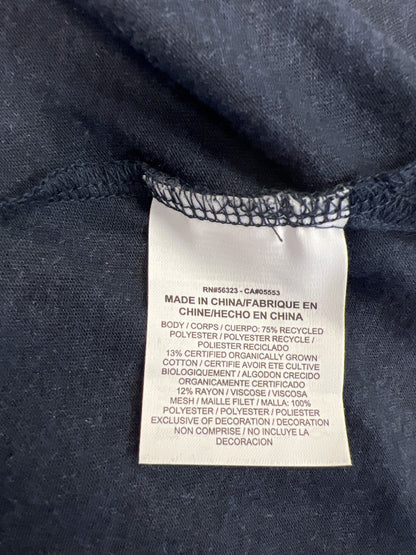 RN#56323 - CA#05553
MADE IN CHINA/FABRIQUE EN
CHINE/HECHO EN CHINA
BODY / CORPS / CUERPO: 75% RECYCLED
POLYESTER / POLYESTER RECYCLE /
POLIESTER RECICLADO
13% CERTIFIED ORGANICALLY GROWN
COTTON / CERTIFIE AVOIR ETE CULTIVE
BIOLOGIQUEMENT / ALGODON CRECIDO
ORGANICAMENTE CERTIFICADO
12% RAYON / VISCOSE / VISCOSA
MESH / MAILLE FILET / MALLA: 100%
POLYESTER / POLYESTER / POLIESTER
EXCLUSIVE OF DECORATION / DECORATION
NON COMPRISE / NO INCLUYE LA
DECORACION